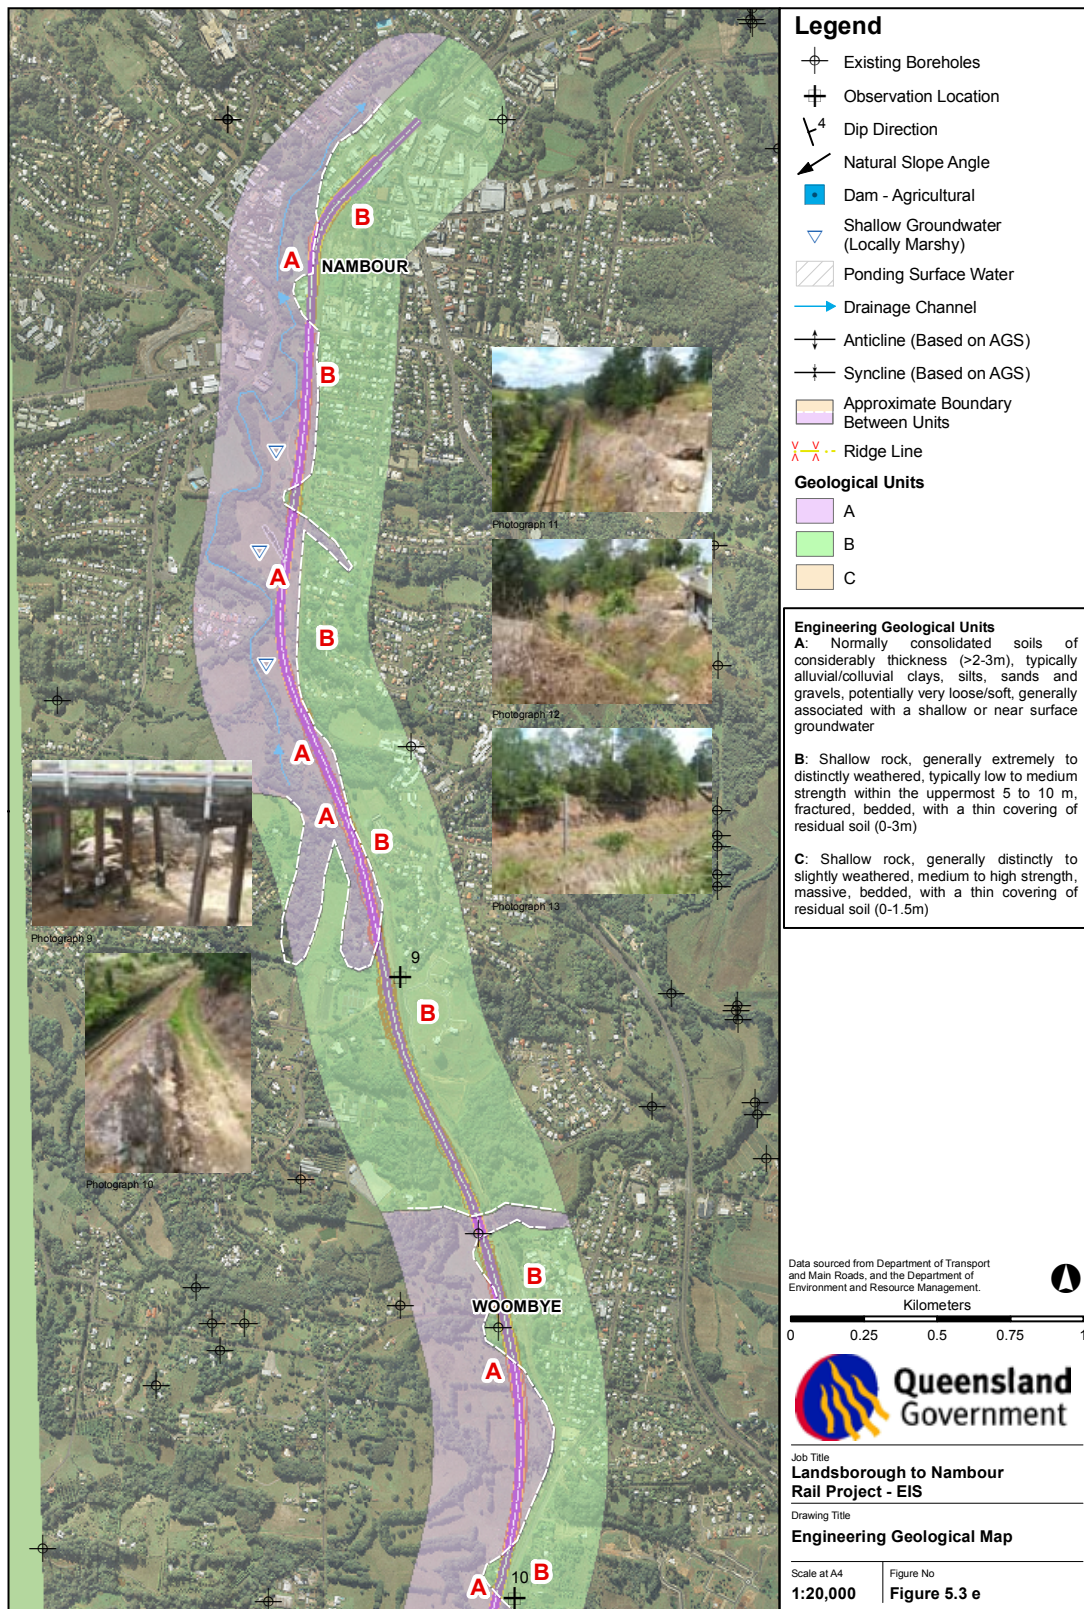 B
A
NAMBOUR
B
A
B
A
A
B
9
B
B
WOOMBYE
A
B
A
10
Photograph 11
Photograph 12
Photograph 13
Photograph 9
Photograph 10
Legend
Existing Boreholes
Observation Location
4
Dip Direction
Natural Slope Angle
Dam - Agricultural
Shallow Groundwater
(Locally Marshy)
Ponding Surface Water
Drainage Channel
Anticline (Based on AGS)
Syncline (Based on AGS)
Approximate Boundary
Between Units
Ridge Line
Geological Units
A
B
C
Engineering Geological Units
A: Normally consolidated soils of
considerably thickness (>2-3m), typically
alluvial/colluvial clays, silts, sands and
gravels, potentially very loose/soft, generally
associated with a shallow or near surface
groundwater
B: Shallow rock, generally extremely to
distinctly weathered, typically low to medium
strength within the uppermost 5 to 10 m,
fractured, bedded, with a thin covering of
residual soil (0-3m)
C: Shallow rock, generally distinctly to
slightly weathered, medium to high strength,
massive, bedded, with a thin covering of
residual soil (0-1.5m)
Data sourced from Department of Transport
and Main Roads, and the Department of
Environment and Resource Management.
Kilometers
0 0.25 0.5 0.75 1
Queensland
Government
Job Title
Landsborough to Nambour
Rail Project - EIS
Drawing Title
Engineering Geological Map
Scale at A4
1:20,000
Figure No
Figure 5.3 e